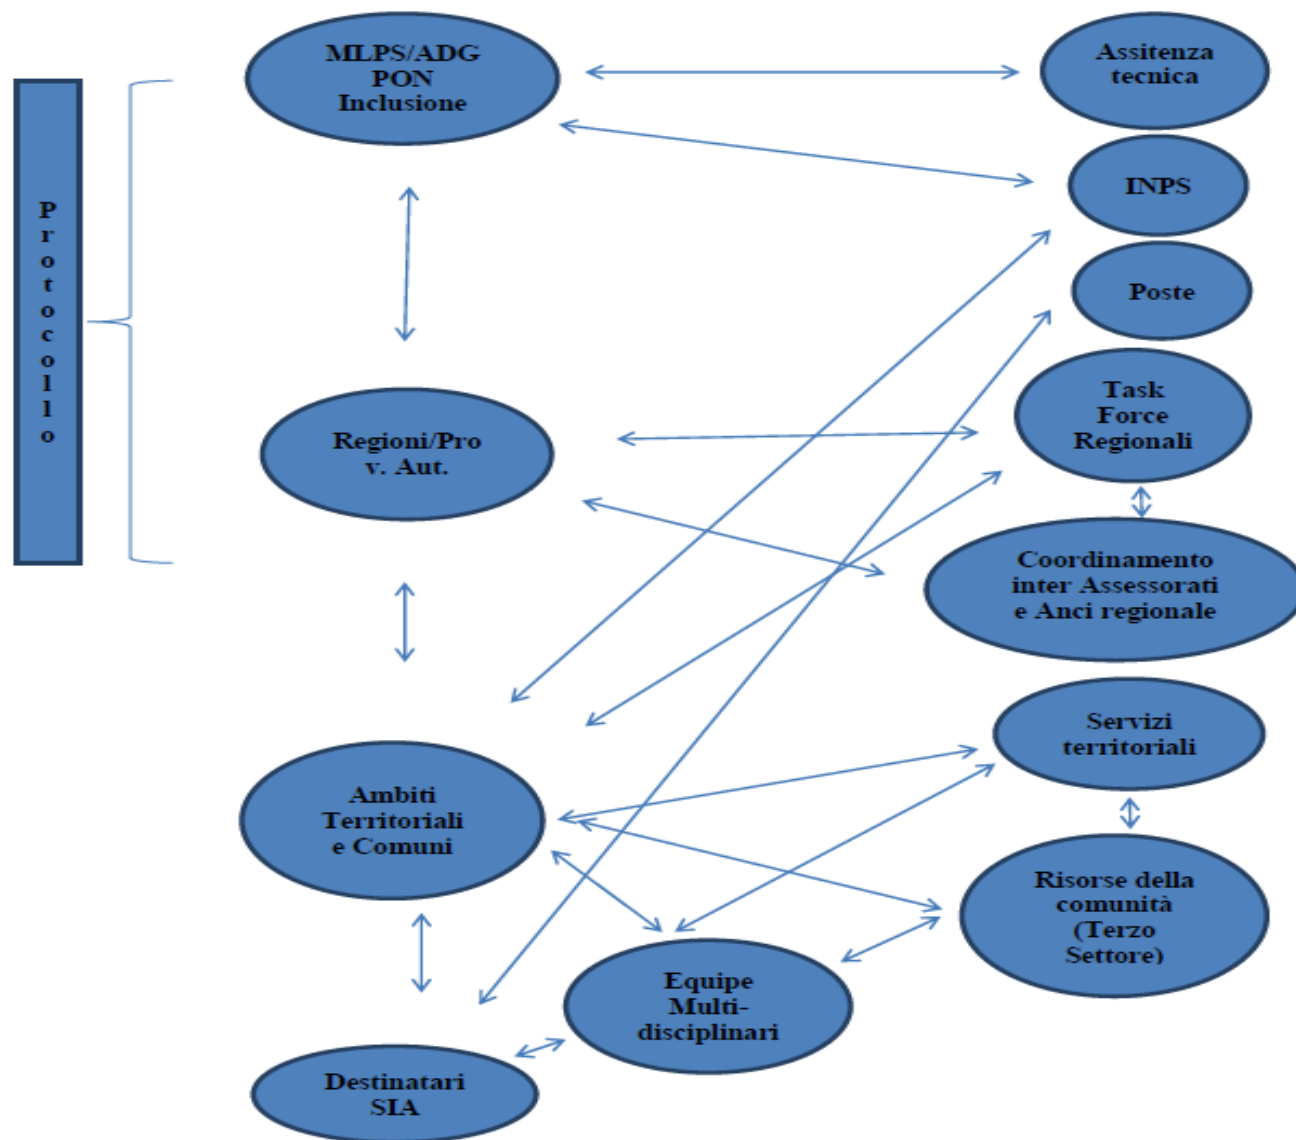 Protocollo
MLPS/ADG
PON
Inclusione
Assitenza
tecnica
INPS
Poste
Task
Force
Regionali
Regioni/Pro
v. Aut.
Coordinamento
inter Assessorati
e Anci regionale
Servizi
territoriali
Ambiti
Territoriali
e Comuni
Risorse della
comunità
(Terzo
Settore)
Equipe
Multi-
disciplinari
Destinatari
SIA